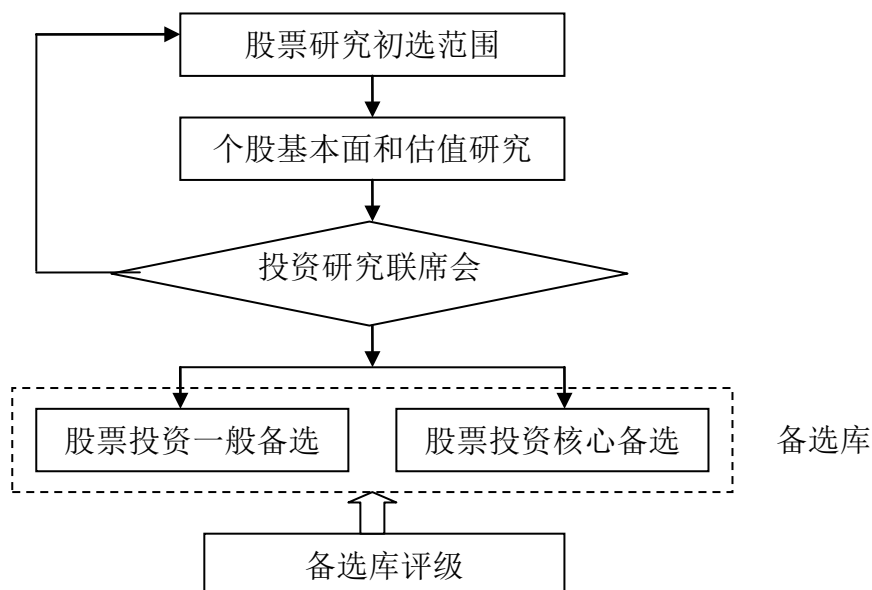 股票研究初选范围
个股基本面和估值研究
投资研究联席会
股票投资一般备选
股票投资核心备选
备选库
备选库评级